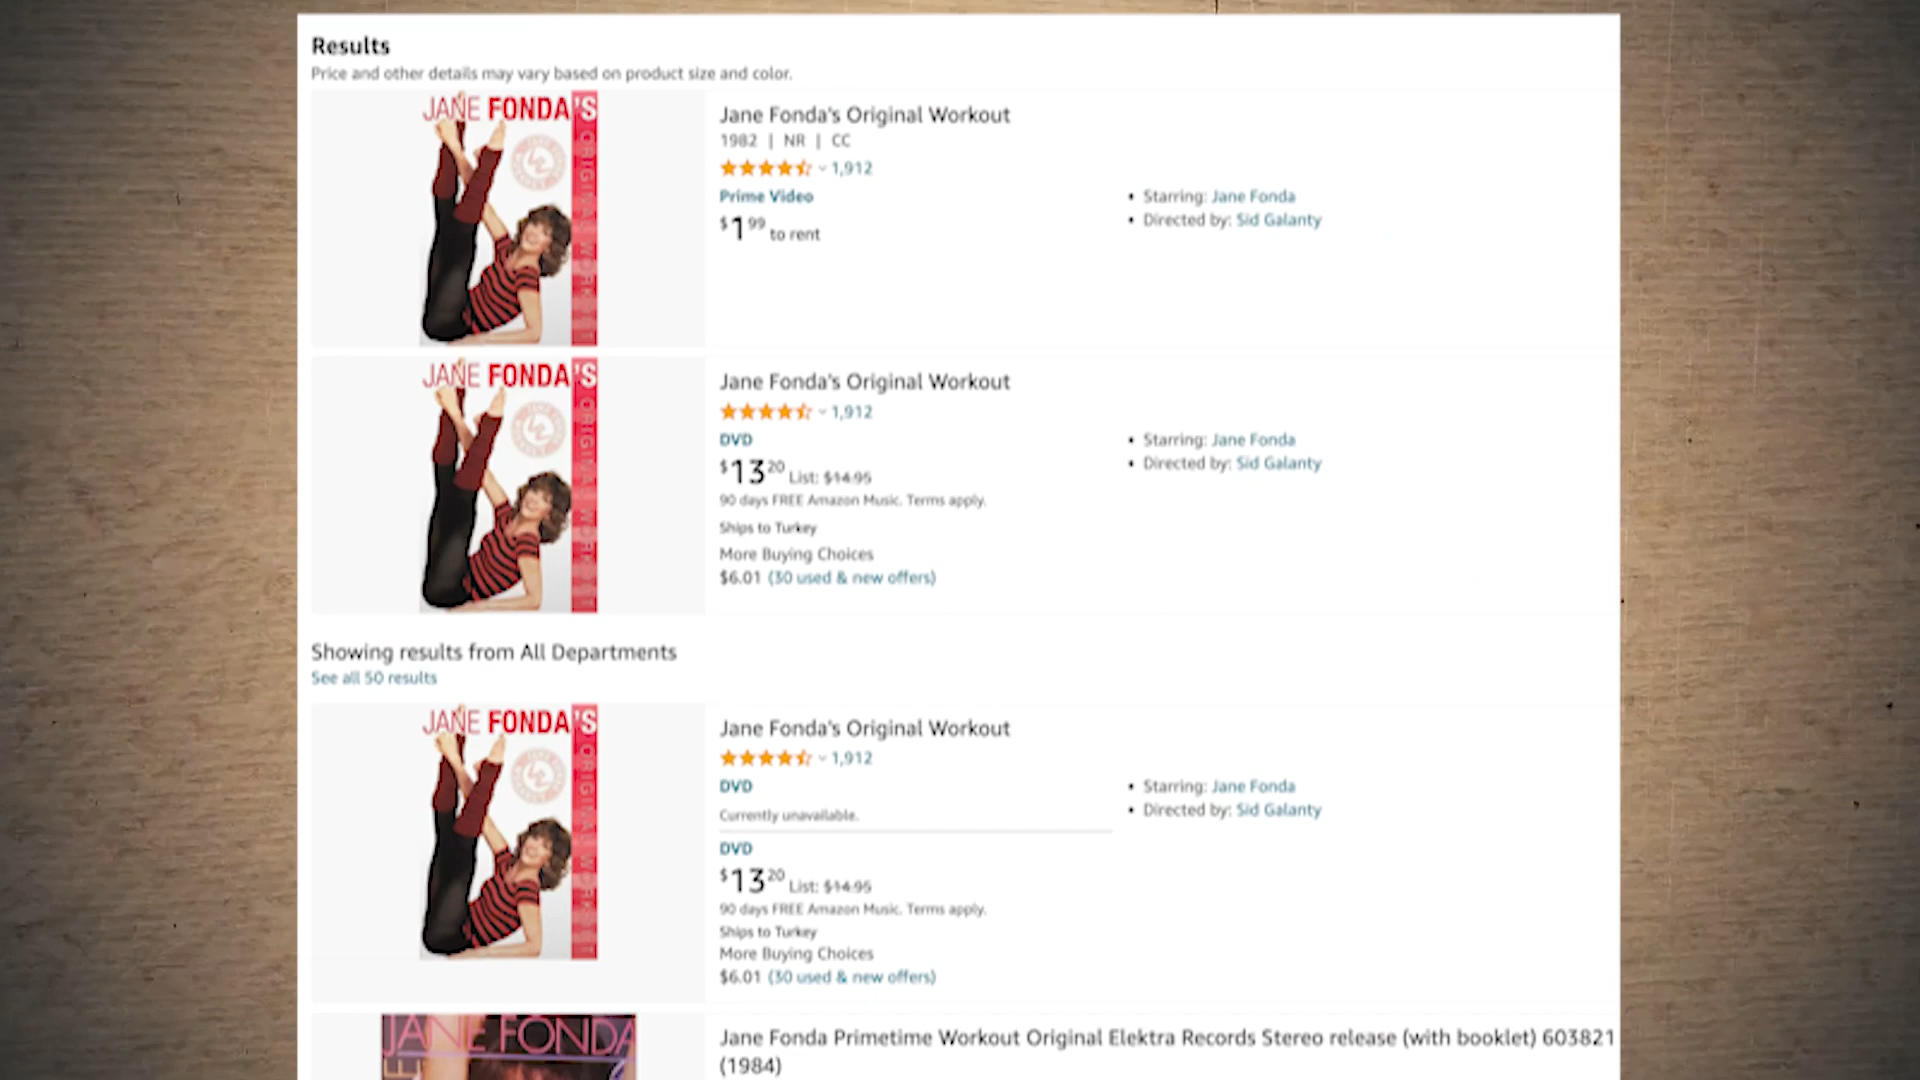 Results
Price and other details may vary based on product size and color.
JANE FONDA'S
ORIGINAL WORKOUT
Jane Fonda's Original Workout
1982 | NR | CC
1,912
Prime Video
$1 99 to rent
• Starring: Jane Fonda
• Directed by: Sid Galanty
JANE FONDA'S
ORIGINAL WORKOUT
Jane Fonda's Original Workout
1,912
DVD
$13 20 List: $14.95
90 days FREE Amazon Music. Terms apply.
Ships to Turkey
More Buying Choices
$6.01 (30 used & new offers)
• Starring: Jane Fonda
• Directed by: Sid Galanty
Showing results from All Departments
See all 50 results
JANE FONDA'S
ORIGINAL WORKOUT
Jane Fonda's Original Workout
1,912
DVD
Currently unavailable.
DVD
$13 20 List: $14.95
90 days FREE Amazon Music. Terms apply.
Ships to Turkey
More Buying Choices
$6.01 (30 used & new offers)
• Starring: Jane Fonda
• Directed by: Sid Galanty
JANE FONDA
Jane Fonda Primetime Workout Original Elektra Records Stereo release (with booklet) 603821
(1984)